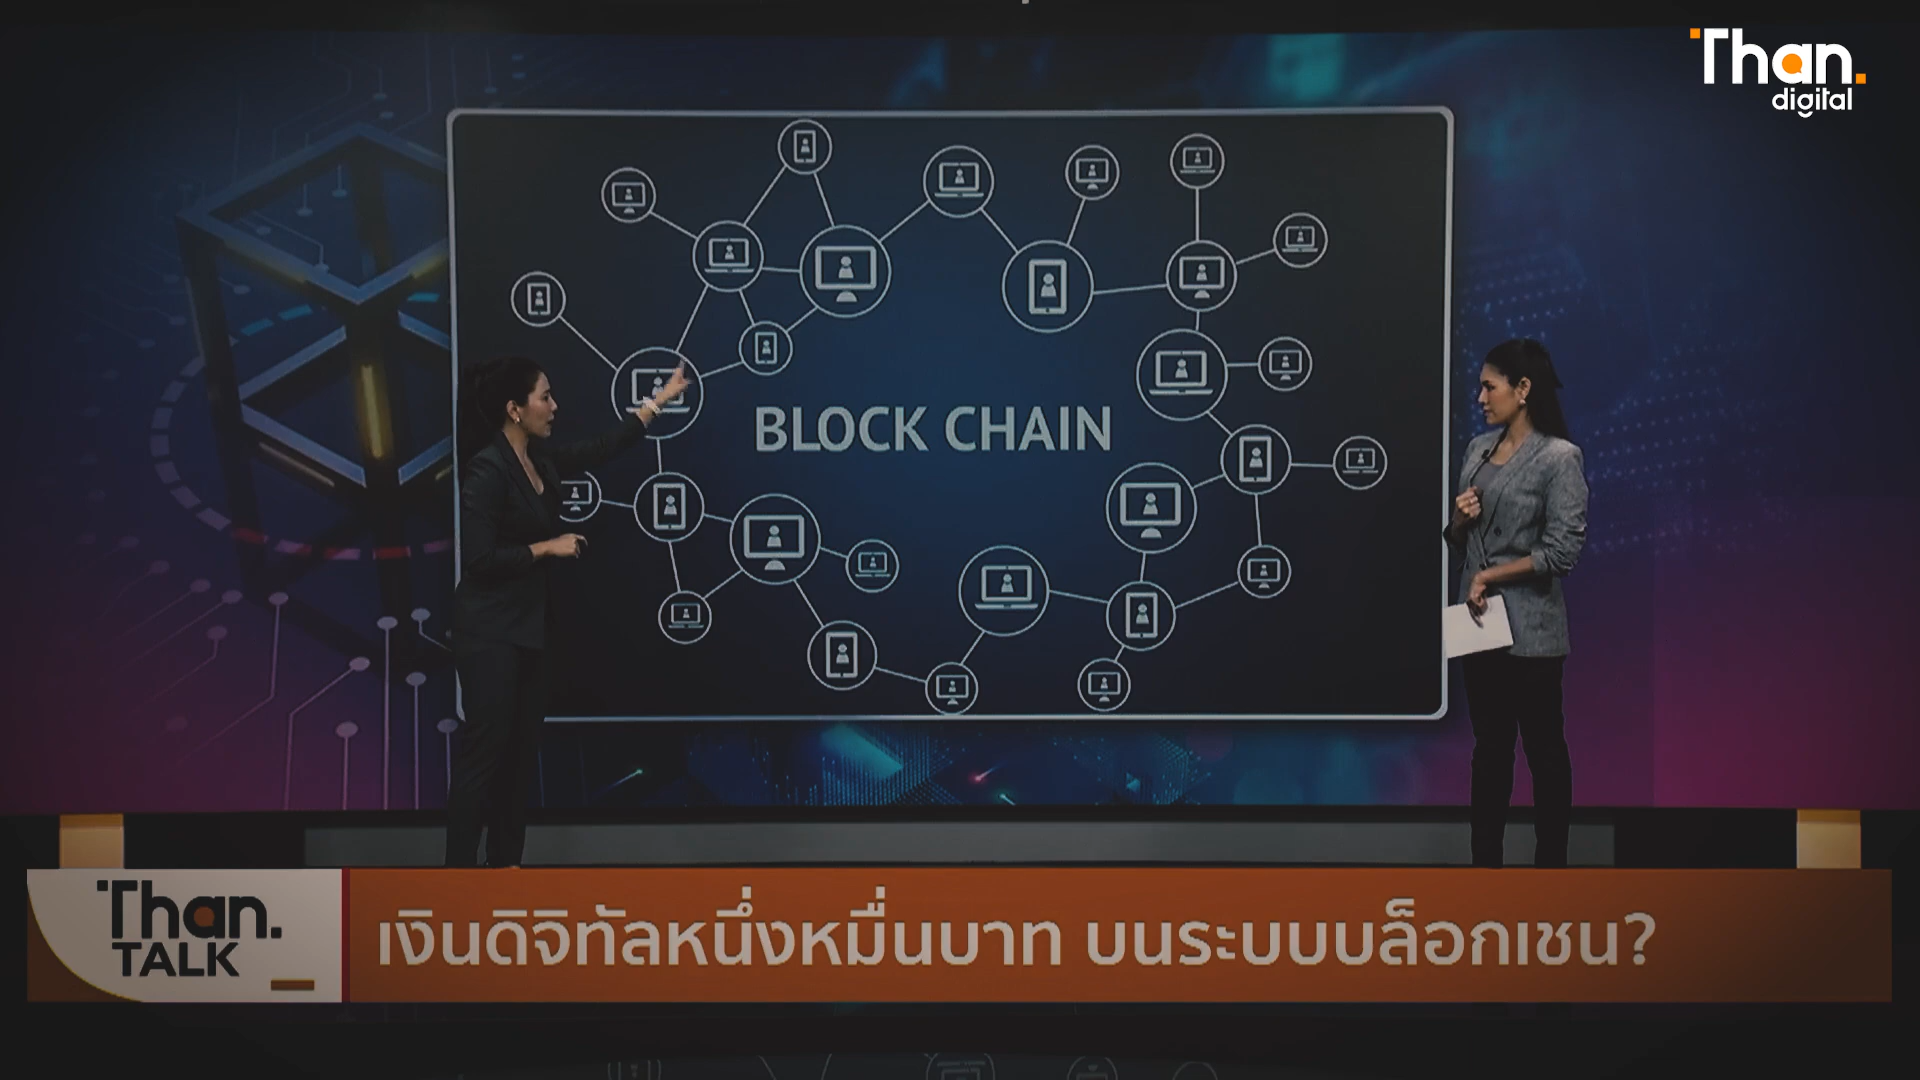 Than.
digital
BLOCK CHAIN
Than.
TALK
เงินดิจิทัลหนึ่งหมื่นบาท บนระบบบล็อกเชน?